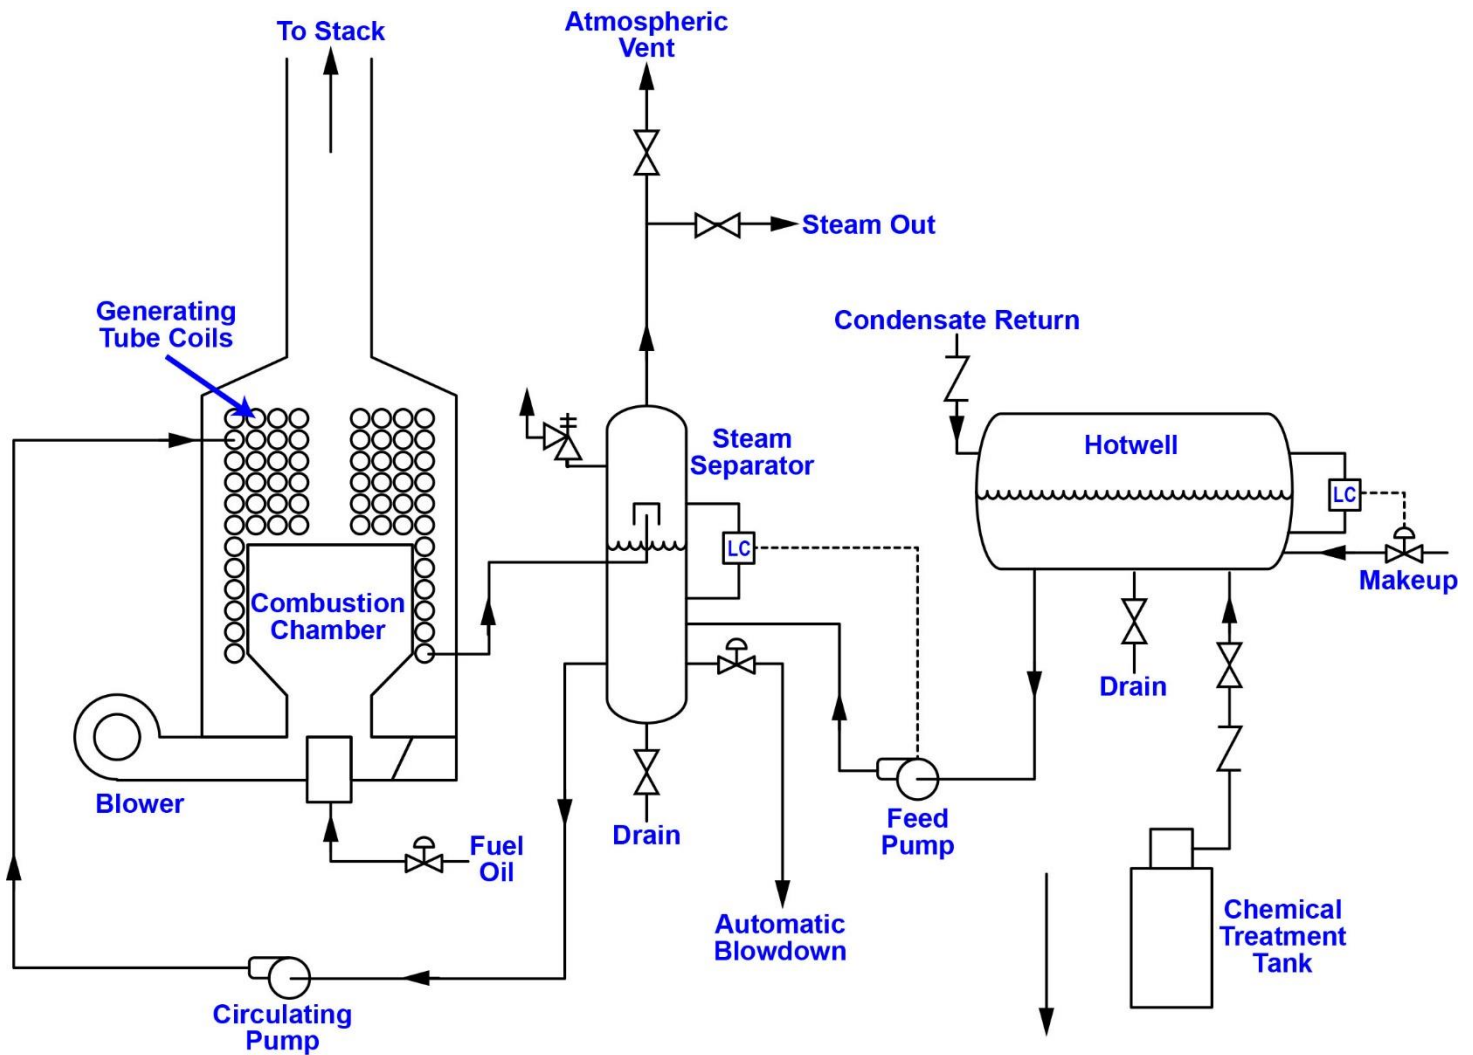 To Stack
Atmospheric
Vent
Steam Out
Generating
Tube Coils
Condensate Return
Steam
Separator
Hotwell
LC
LC
Combustion
Chamber
Makeup
Drain
Blower
Fuel
Oil
Drain
Feed
Pump
Automatic
Blowdown
Chemical
Treatment
Tank
Circulating
Pump